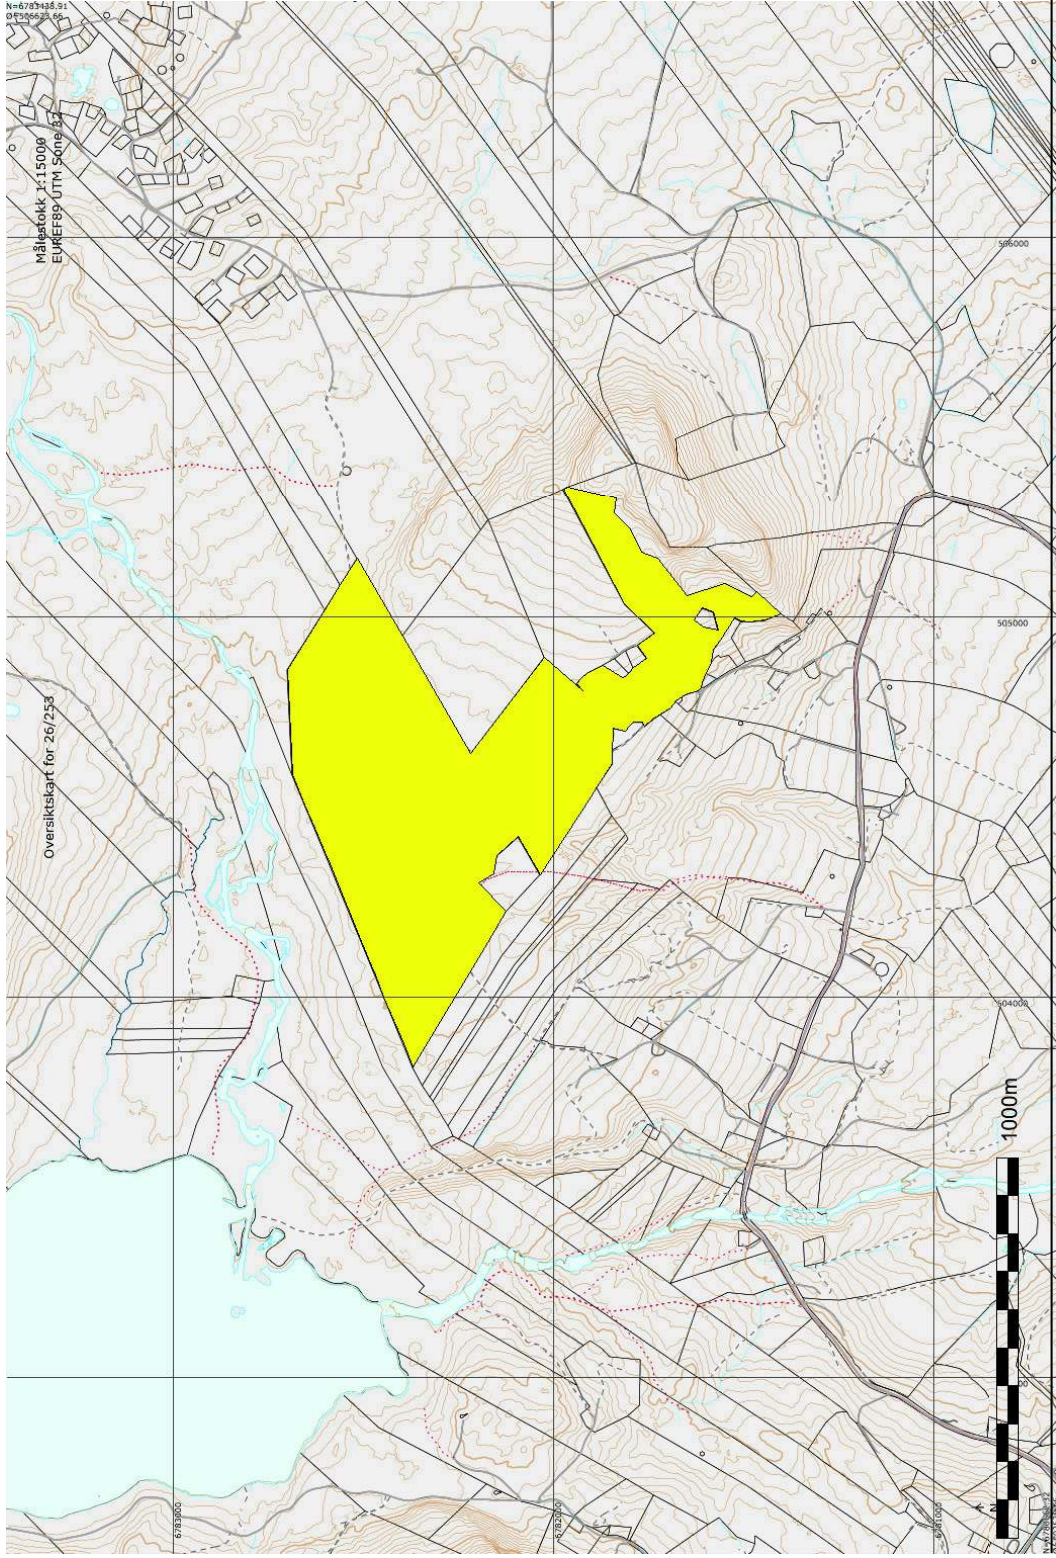 N=6783438.91
Ø=506623.66
Målestokk 1:15000
EUREF89 UTM Sone 32
Oversiktskart for 26/253
506000
505000
504000
1000m
6783000
6782000
6781000
N